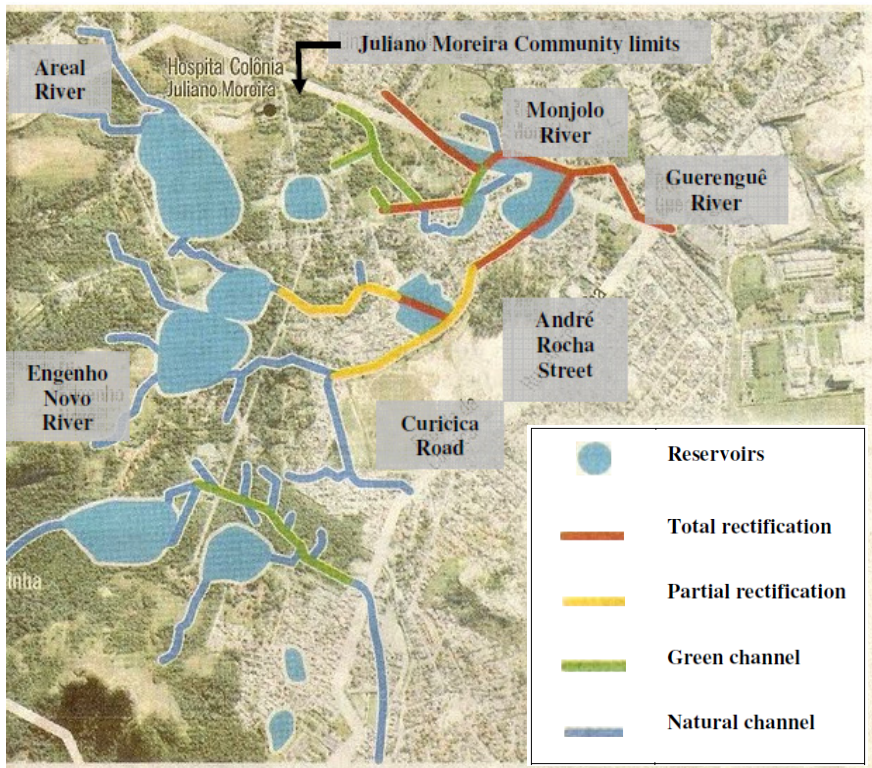 Juliano Moreira Community limits
Areal
River
Hospital Colônia
Juliano Moreira
Monjolo
River
Guerenguê
River
André
Rocha
Street
Engenho
Novo
River
Curicica
Road
Reservoirs
Total rectification
Partial rectification
Green channel
Natural channel
inha